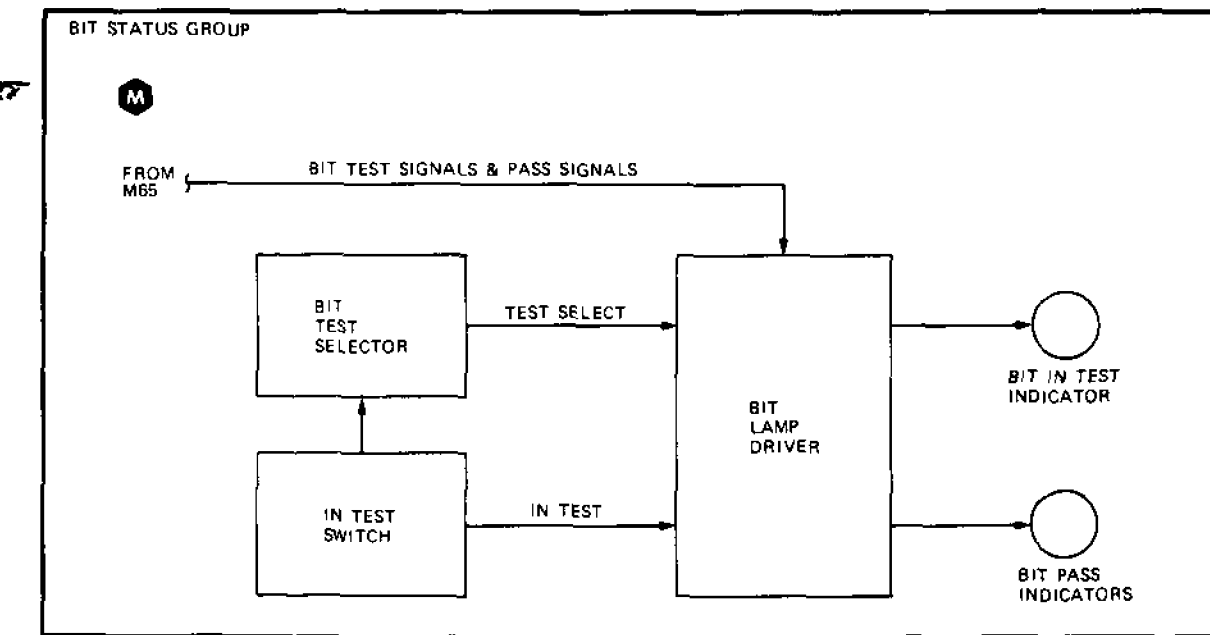 BIT STATUS GROUP
M
FROM
M65
BIT TEST SIGNALS & PASS SIGNALS
BIT
TEST
SELECTOR
TEST SELECT
BIT IN TEST
INDICATOR
BIT
LAMP
DRIVER
IN TEST
SWITCH
IN TEST
BIT PASS
INDICATORS